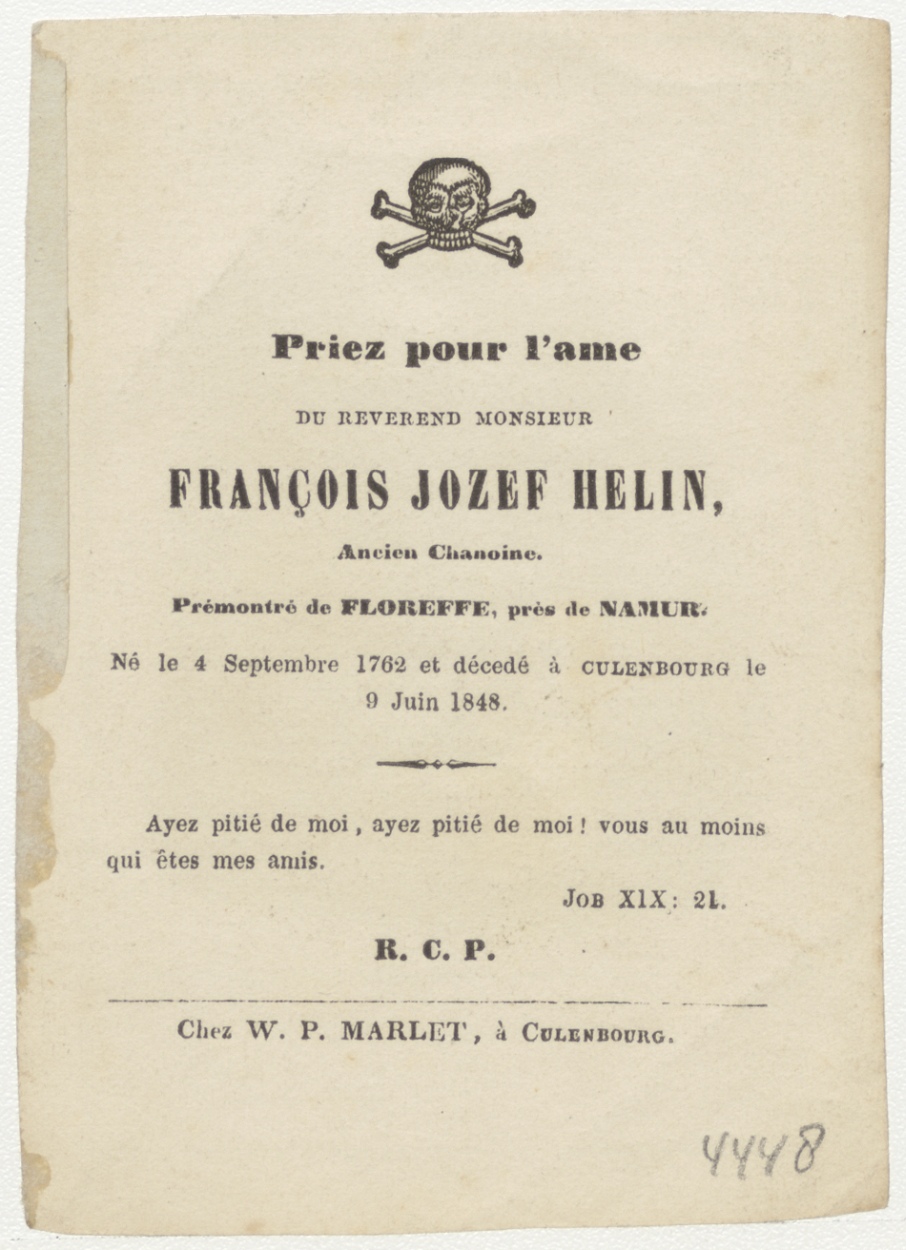 Priez pour l'ame
DU REVEREND MONSIEUR
FRANÇOIS JOZEF HELIN,
Ancien Chanoine.
Prémontré de FLOREFFE, près de NAMUR.
Né le 4 Septembre 1762 et décedé à CULENBOURG le
9 Juin 1848.
Ayez pitié de moi, ayez pitié de moi! vous au moins
qui êtes mes amis.
JOB X1X: 21.
R. C. P.
Chez W. P. MARLET, à CULENBOURG.
4448